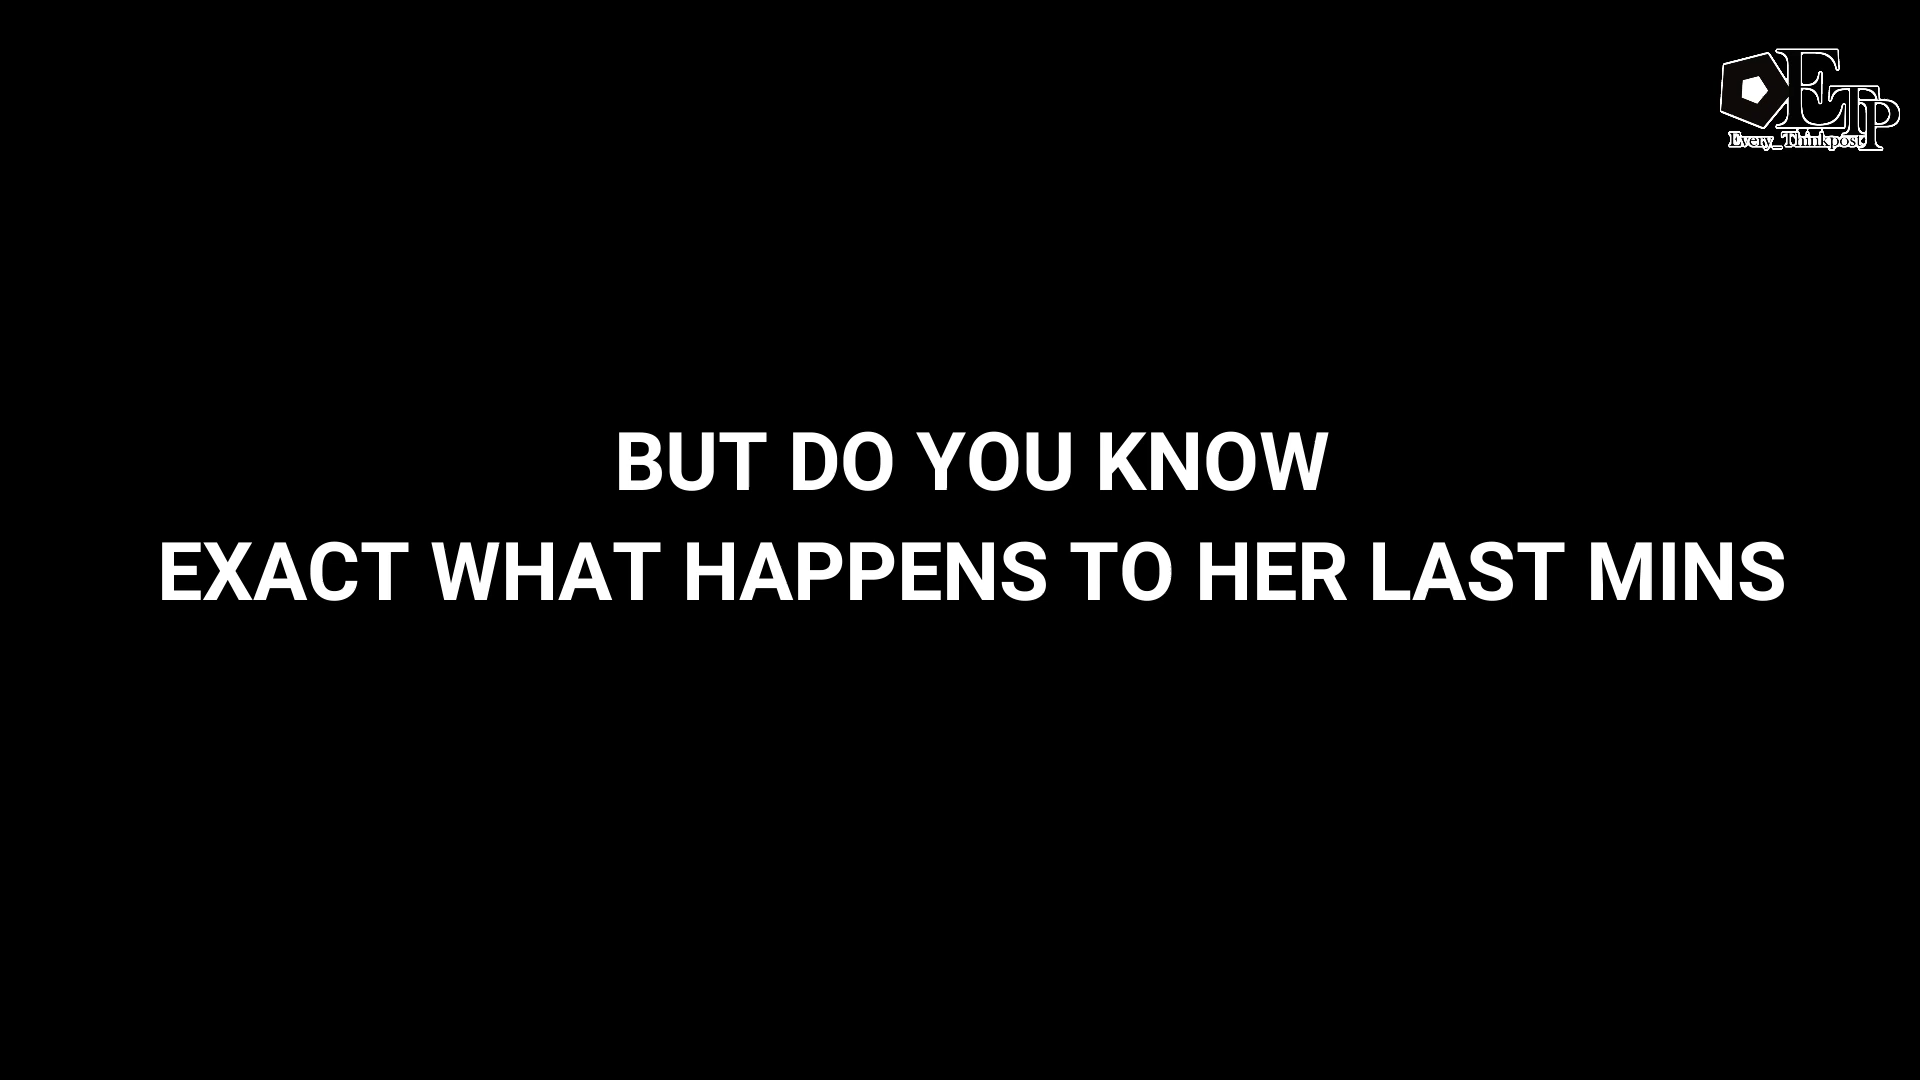 ETP
Every_Thinkpost
BUT DO YOU KNOW
EXACT WHAT HAPPENS TO HER LAST MINS